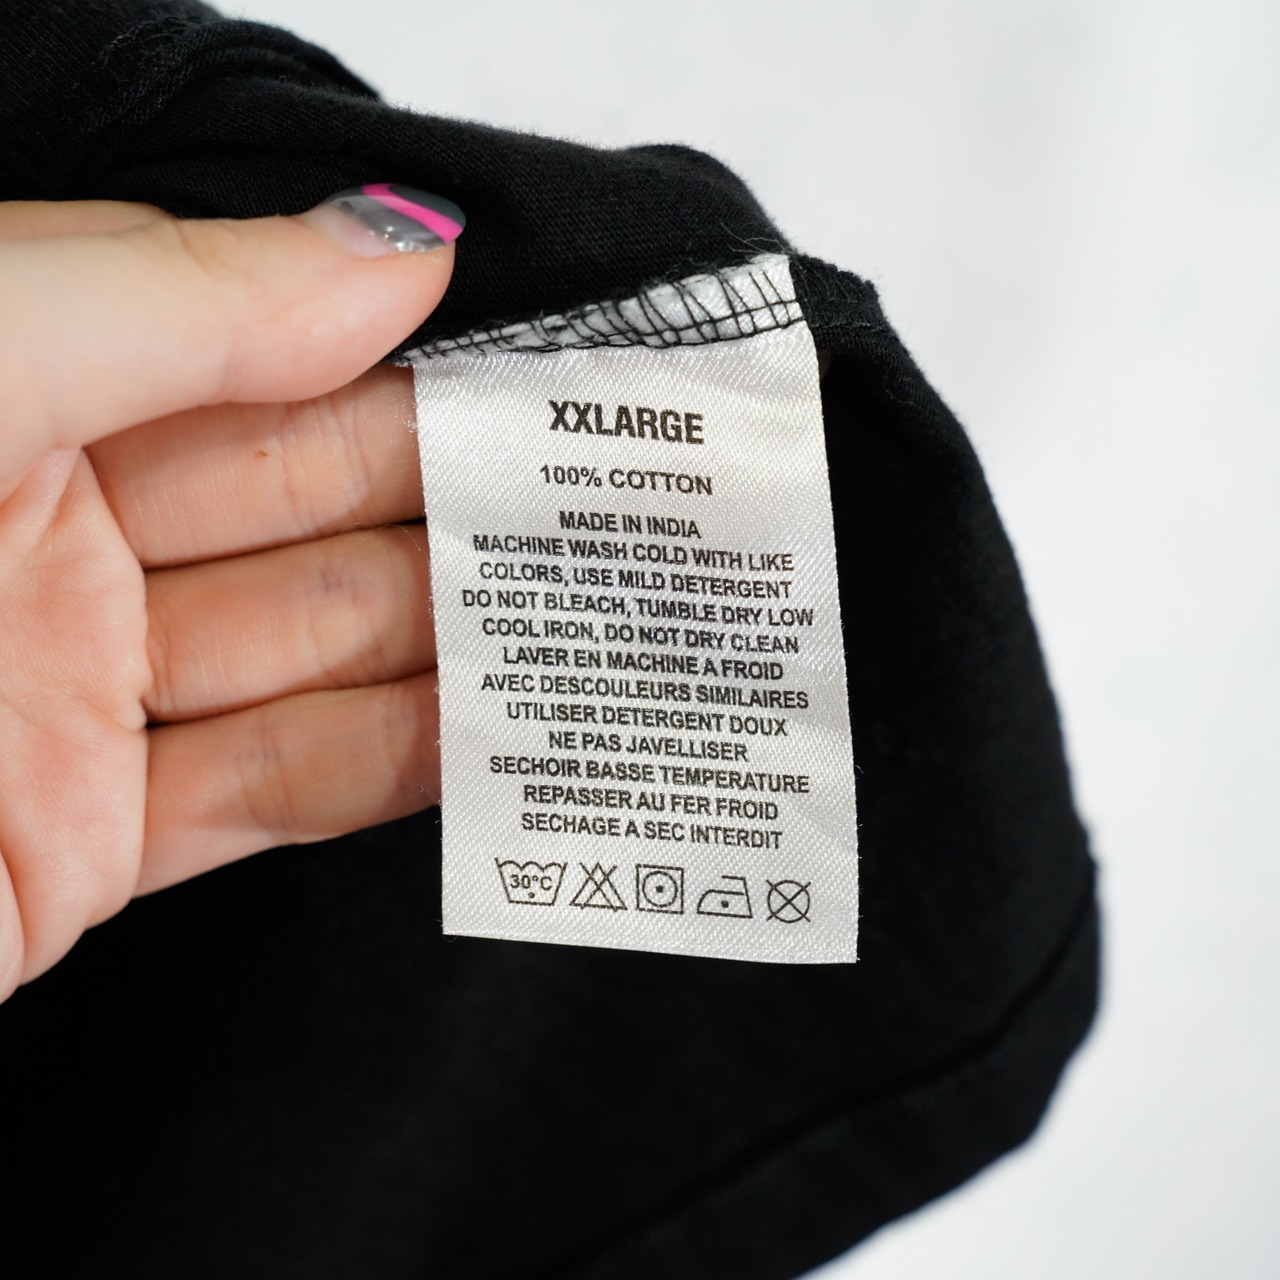 XXLARGE
100% COTTON
MADE IN INDIA
MACHINE WASH COLD WITH LIKE
COLORS, USE MILD DETERGENT
DO NOT BLEACH, TUMBLE DRY LOW
COOL IRON, DO NOT DRY CLEAN
LAVER EN MACHINE A FROID
AVEC DESCOULEURS SIMILAIRES
UTILISER DETERGENT DOUX
NE PAS JAVELLISER
SECHOIR BASSE TEMPERATURE
REPASSER AU FER FROID
SECHAGE A SEC INTERDIT
30°C